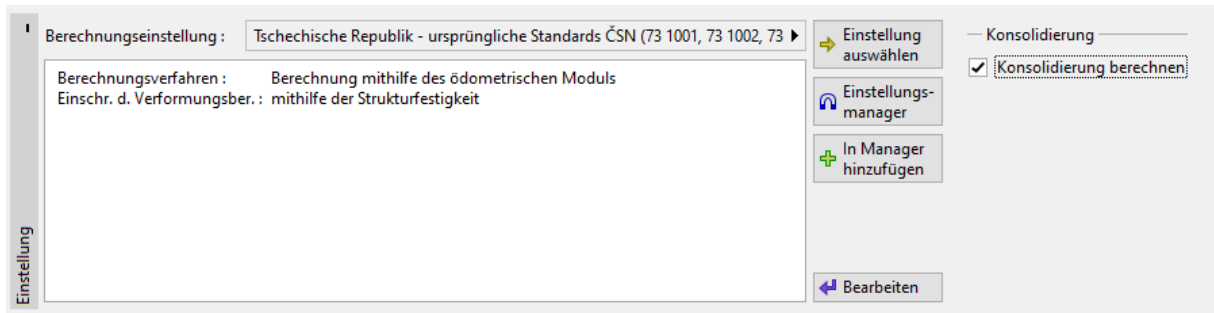 Berechnungseinstellung : Tschechische Republik - ursprüngliche Standards ČSN (73 1001, 73 1002, 73
Einstellung
auswählen
Konsolidierung
Konsolidierung berechnen
Berechnungsverfahren : Berechnung mithilfe des ödometrischen Moduls
Einschr. d. Verformungsber. : mithilfe der Strukturfestigkeit
Einstellungs-
manager
In Manager
hinzufügen
Bearbeiten
Einstellung